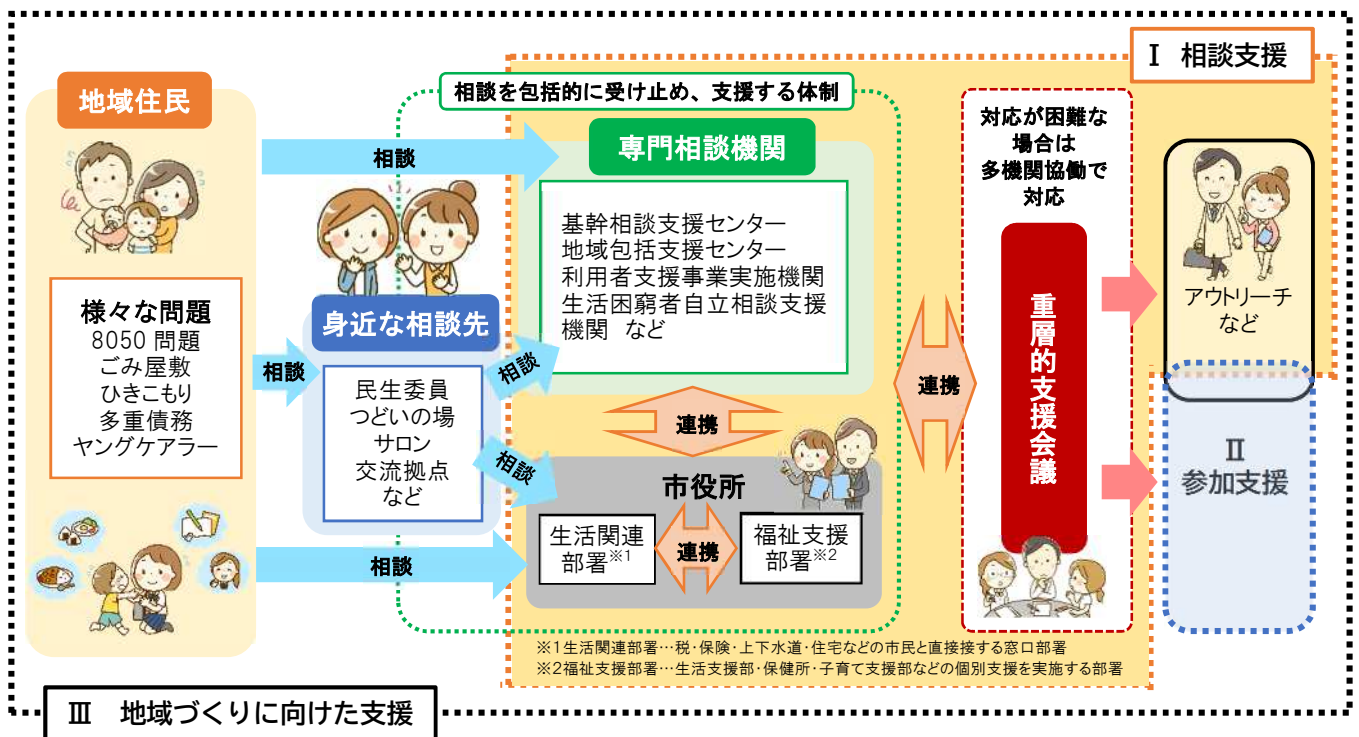 Ⅰ 相談支援
地域住民
相談を包括的に受け止め、支援する体制
相談
専門相談機関
基幹相談支援センター
地域包括支援センター
利用者支援事業実施機関
生活困窮者自立相談支援
機関 など
様々な問題
8050 問題
ごみ屋敷
ひきこもり
多重債務
ヤングケアラー
相談
身近な相談先
民生委員
つどいの場
サロン
交流拠点
など
相談
相談
相談
連携
市役所
生活関連
部署※1
連携
福祉支援
部署※2
連携
対応が困難な
場合は
多機関協働で
対応
重層的支援会議
アウトリーチ
など
Ⅱ
参加支援
※1生活関連部署…税・保険・上下水道・住宅などの市民と直接接する窓口部署
※2福祉支援部署…生活支援部・保健所・子育て支援部などの個別支援を実施する部署
Ⅲ 地域づくりに向けた支援